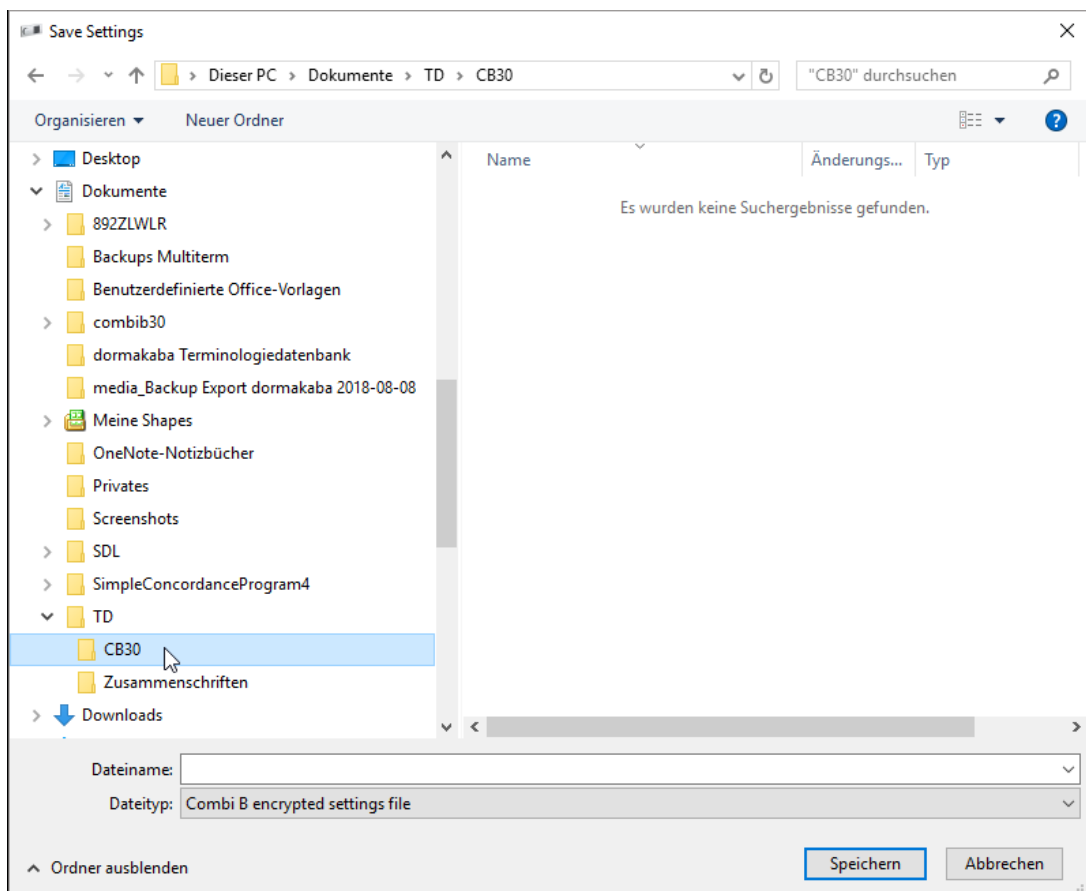 Save Settings
Dieser PC > Dokumente > TD > CB30
"CB30" durchsuchen
Organisieren
Neuer Ordner
?
Desktop
Dokumente
892ZLWLR
Backups Multiterm
Benutzerdefinierte Office-Vorlagen
combib30
dormakaba Terminologiedatenbank
media_Backup Export dormakaba 2018-08-08
Meine Shapes
OneNote-Notizbücher
Privates
Screenshots
SDL
SimpleConcordanceProgram4
TD
CB30
Zusammenschriften
Downloads
Name Änderungs... Typ
Es wurden keine Suchergebnisse gefunden.
Dateiname:
Dateityp: Combi B encrypted settings file
Ordner ausblenden
Speichern
Abbrechen